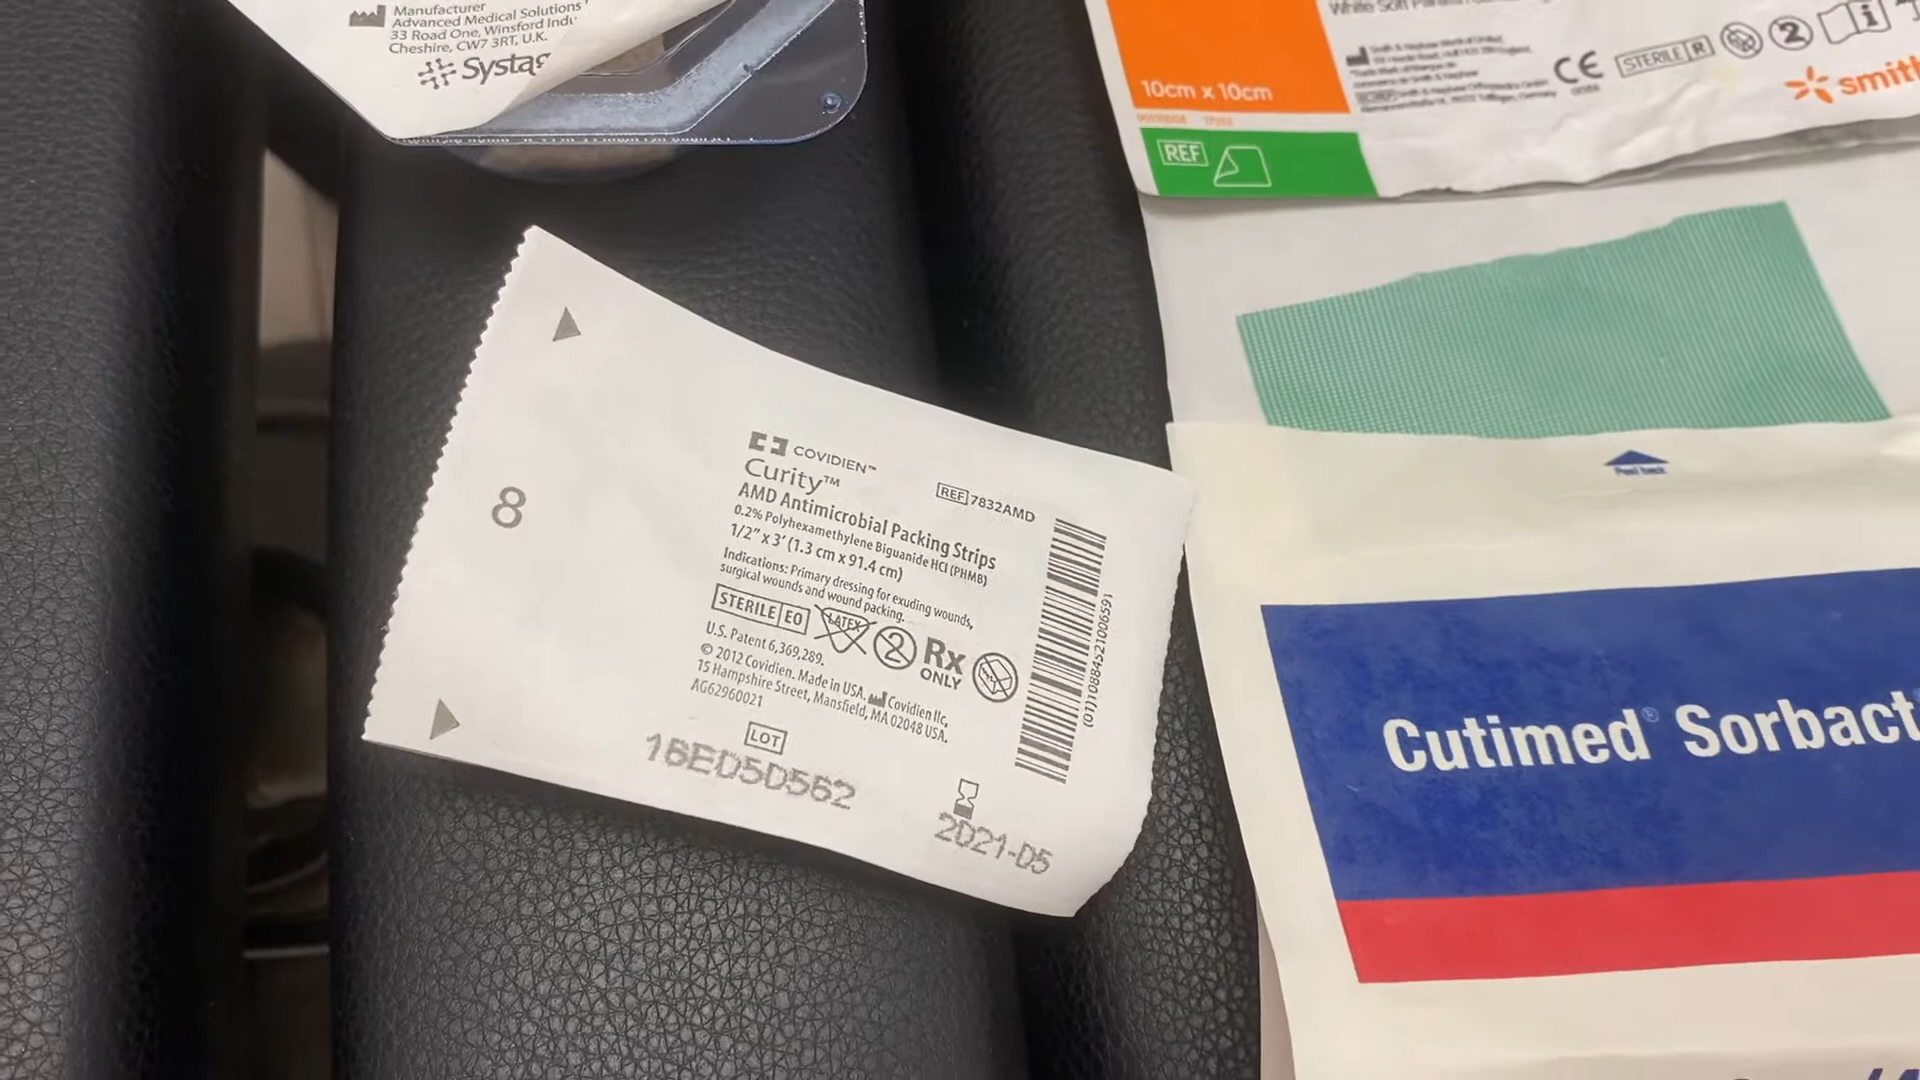 Manufacturer
Advanced Medical Solutions
33 Road One, Winsford
Cheshire, CW7 3RT, U.K.
10cm x 10cm
CE
STERILE R
2
REF
COVIDIEN™
Curity™
REF 7832AMD
AMD Antimicrobial Packing Strips
0.2% Polyhexamethylene Biguanide HCl (PHMB)
1/2" x 3' (1.3 cm x 91.4 cm)
Indications: Primary dressing for exuding wounds,
surgical wounds and wound packing.
STERILE EO LATEX 2 Rx ONLY
U.S. Patent 6,369,289.
© 2012 Covidien. Made in USA. Covidien llc,
15 Hampshire Street, Mansfield, MA 02048 USA.
AG62960021
LOT
16ED5D562
2021-05
(01)10884521006591
8
Peel back
Cutimed® Sorbact